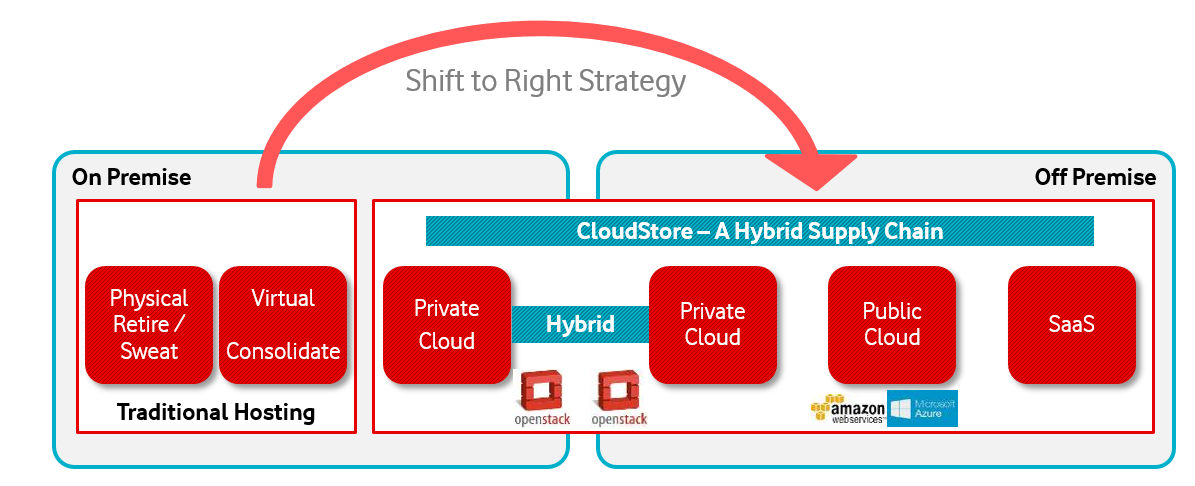 Shift to Right Strategy
On Premise
Off Premise
CloudStore – A Hybrid Supply Chain
Physical
Retire /
Sweat
Virtual
Consolidate
Private
Cloud
Hybrid
Private
Cloud
Public
Cloud
SaaS
Traditional Hosting
openstack
openstack
amazon
webservices™
Microsoft
Azure